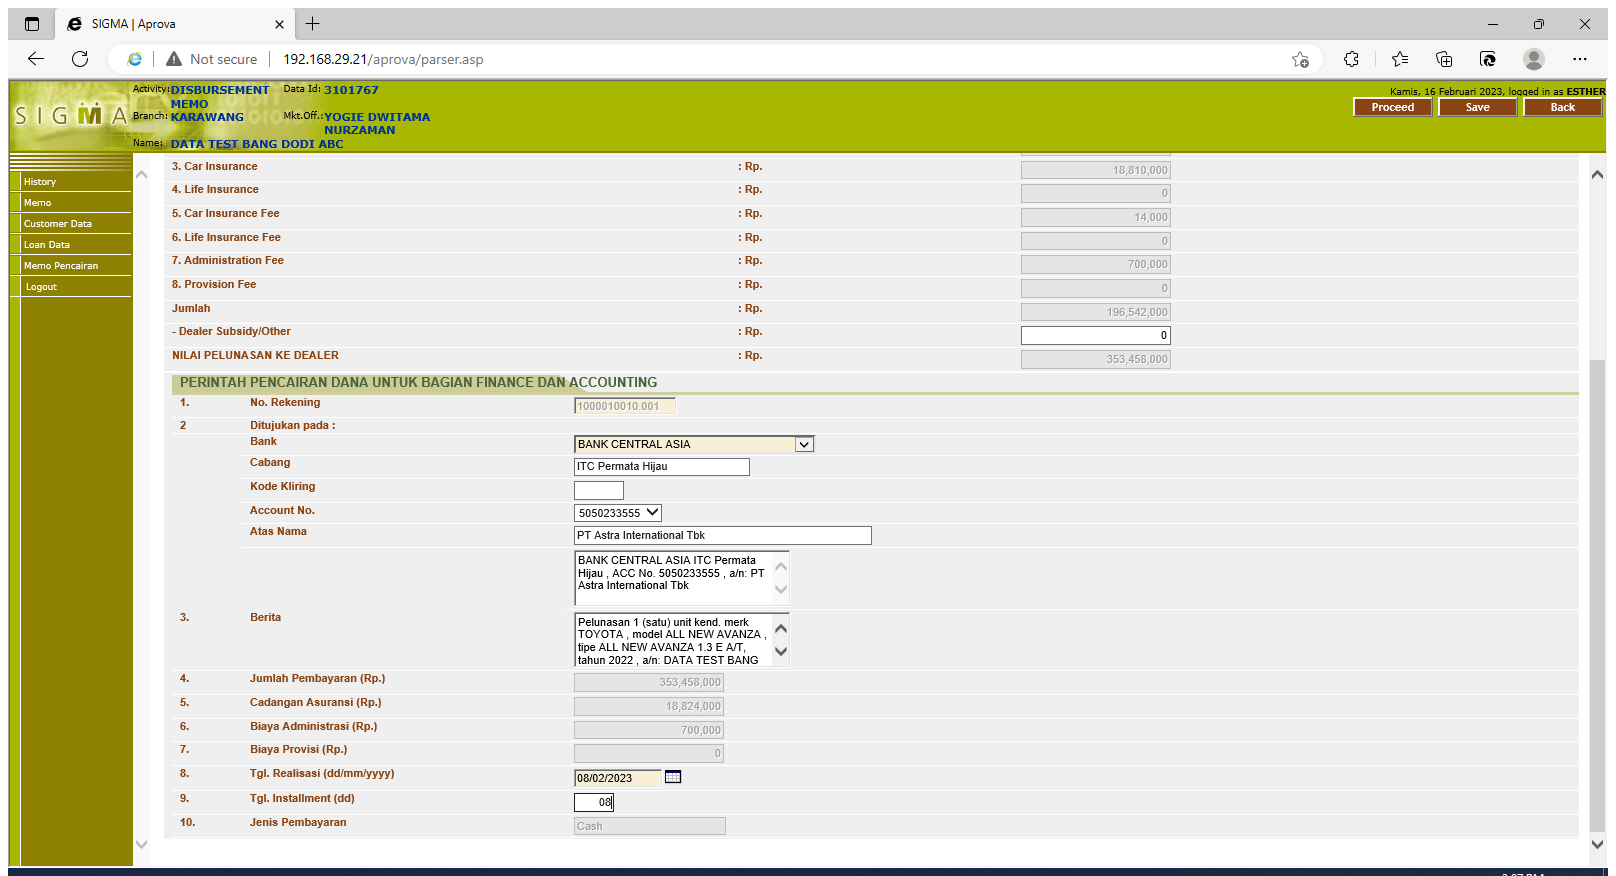 SIGMA | Aprova
Not secure
192.168.29.21/aprova/parser.asp
SIGMA
Activity: DISBURSEMENT MEMO
Data Id: 3101767
Branch: KARAWANG
Mkt.Off.: YOGIE DWITAMA NURZAMAN
Name: DATA TEST BANG DODI ABC
Kamis, 16 Februari 2023, logged in as ESTHER
Proceed Save Back
History
Memo
Customer Data
Loan Data
Memo Pencairan
Logout
3. Car Insurance : Rp. 18,810,000
4. Life Insurance : Rp. 0
5. Car Insurance Fee : Rp. 14,000
6. Life Insurance Fee : Rp. 0
7. Administration Fee : Rp. 700,000
8. Provision Fee : Rp. 0
Jumlah : Rp. 196,542,000
- Dealer Subsidy/Other : Rp. 0
NILAI PELUNASAN KE DEALER : Rp. 353,458,000
PERINTAH PENCAIRAN DANA UNTUK BAGIAN FINANCE DAN ACCOUNTING
1. No. Rekening 1000010010.001
2 Ditujukan pada :
Bank BANK CENTRAL ASIA
Cabang ITC Permata Hijau
Kode Kliring
Account No. 5050233555
Atas Nama PT Astra International Tbk
BANK CENTRAL ASIA ITC Permata
Hijau , ACC No. 5050233555 , a/n: PT
Astra International Tbk
3. Berita
Pelunasan 1 (satu) unit kend. merk
TOYOTA , model ALL NEW AVANZA ,
tipe ALL NEW AVANZA 1.3 E A/T,
tahun 2022 , a/n: DATA TEST BANG
4. Jumlah Pembayaran (Rp.) 353,458,000
5. Cadangan Asuransi (Rp.) 18,824,000
6. Biaya Administrasi (Rp.) 700,000
7. Biaya Provisi (Rp.) 0
8. Tgl. Realisasi (dd/mm/yyyy) 08/02/2023
9. Tgl. Installment (dd) 08
10. Jenis Pembayaran Cash